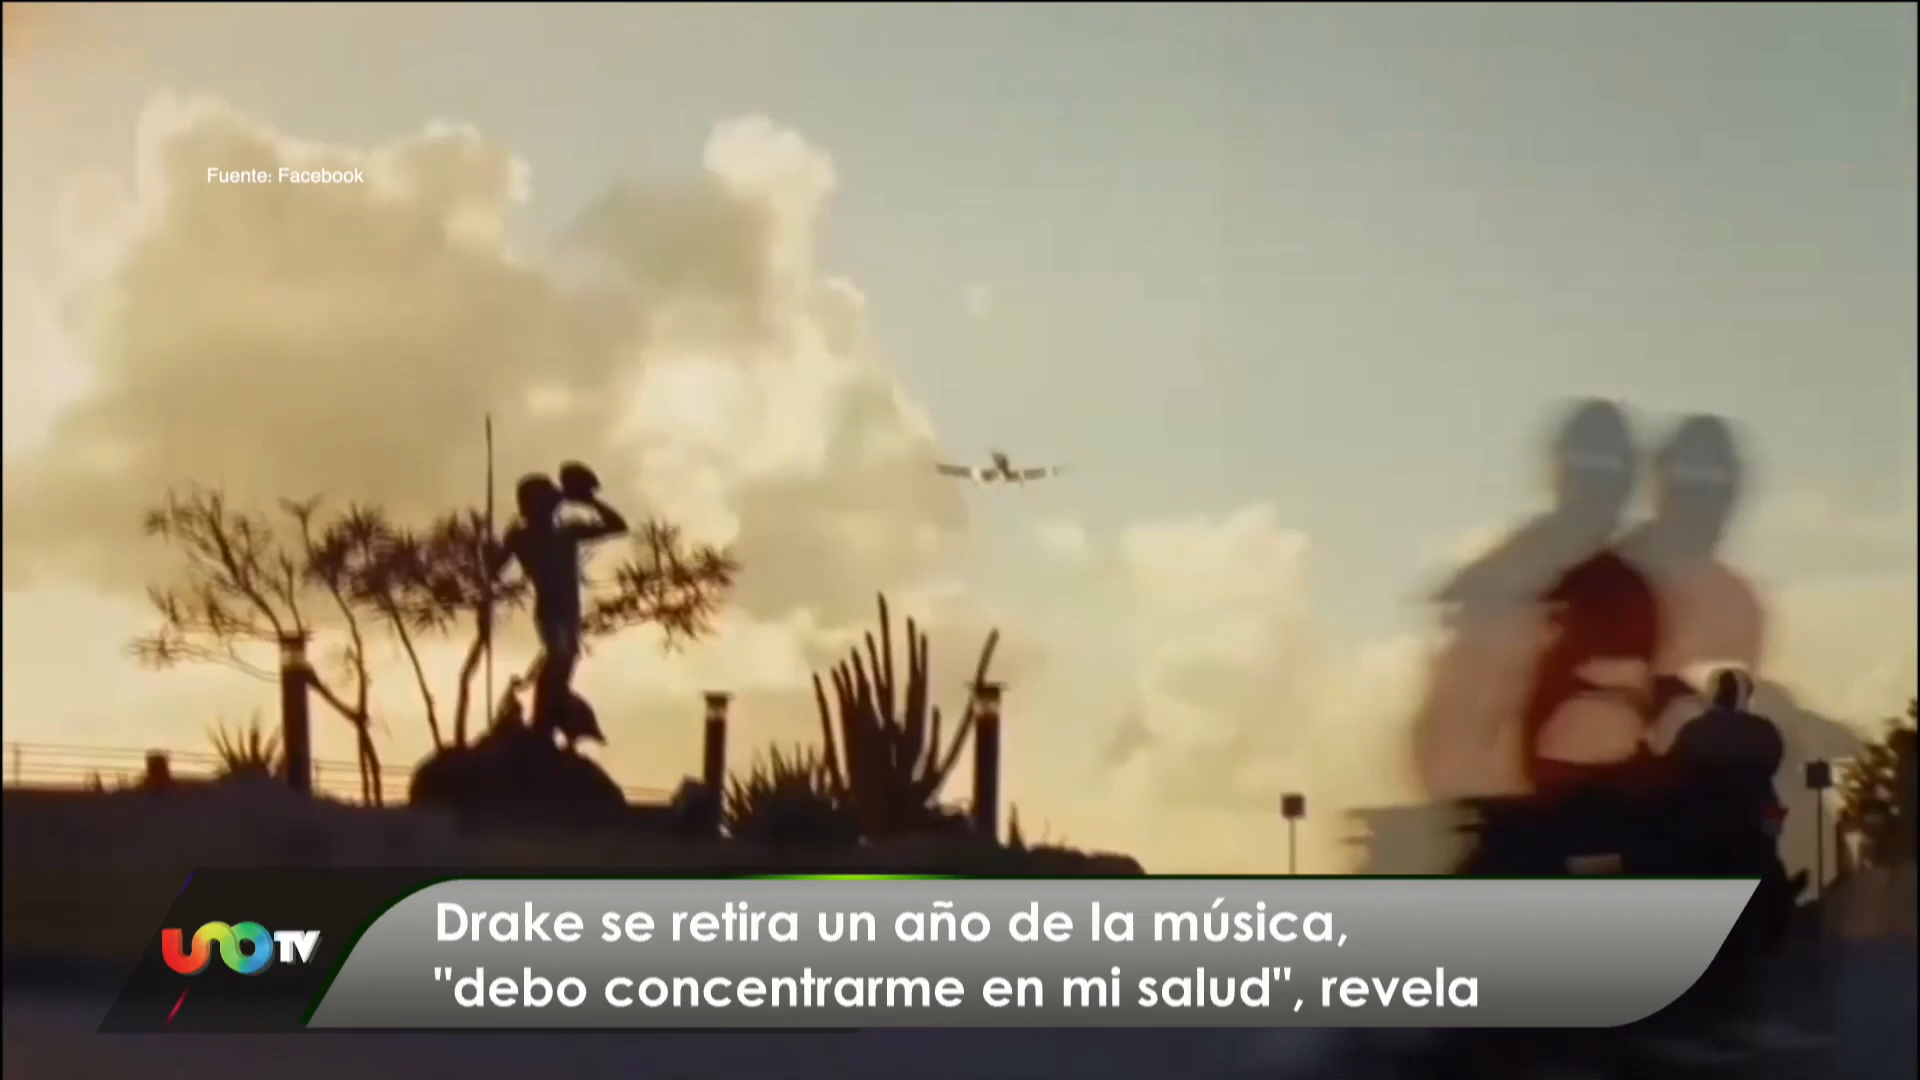 Fuente: Facebook
UNOTV
Drake se retira un año de la música,
"debo concentrarme en mi salud", revela